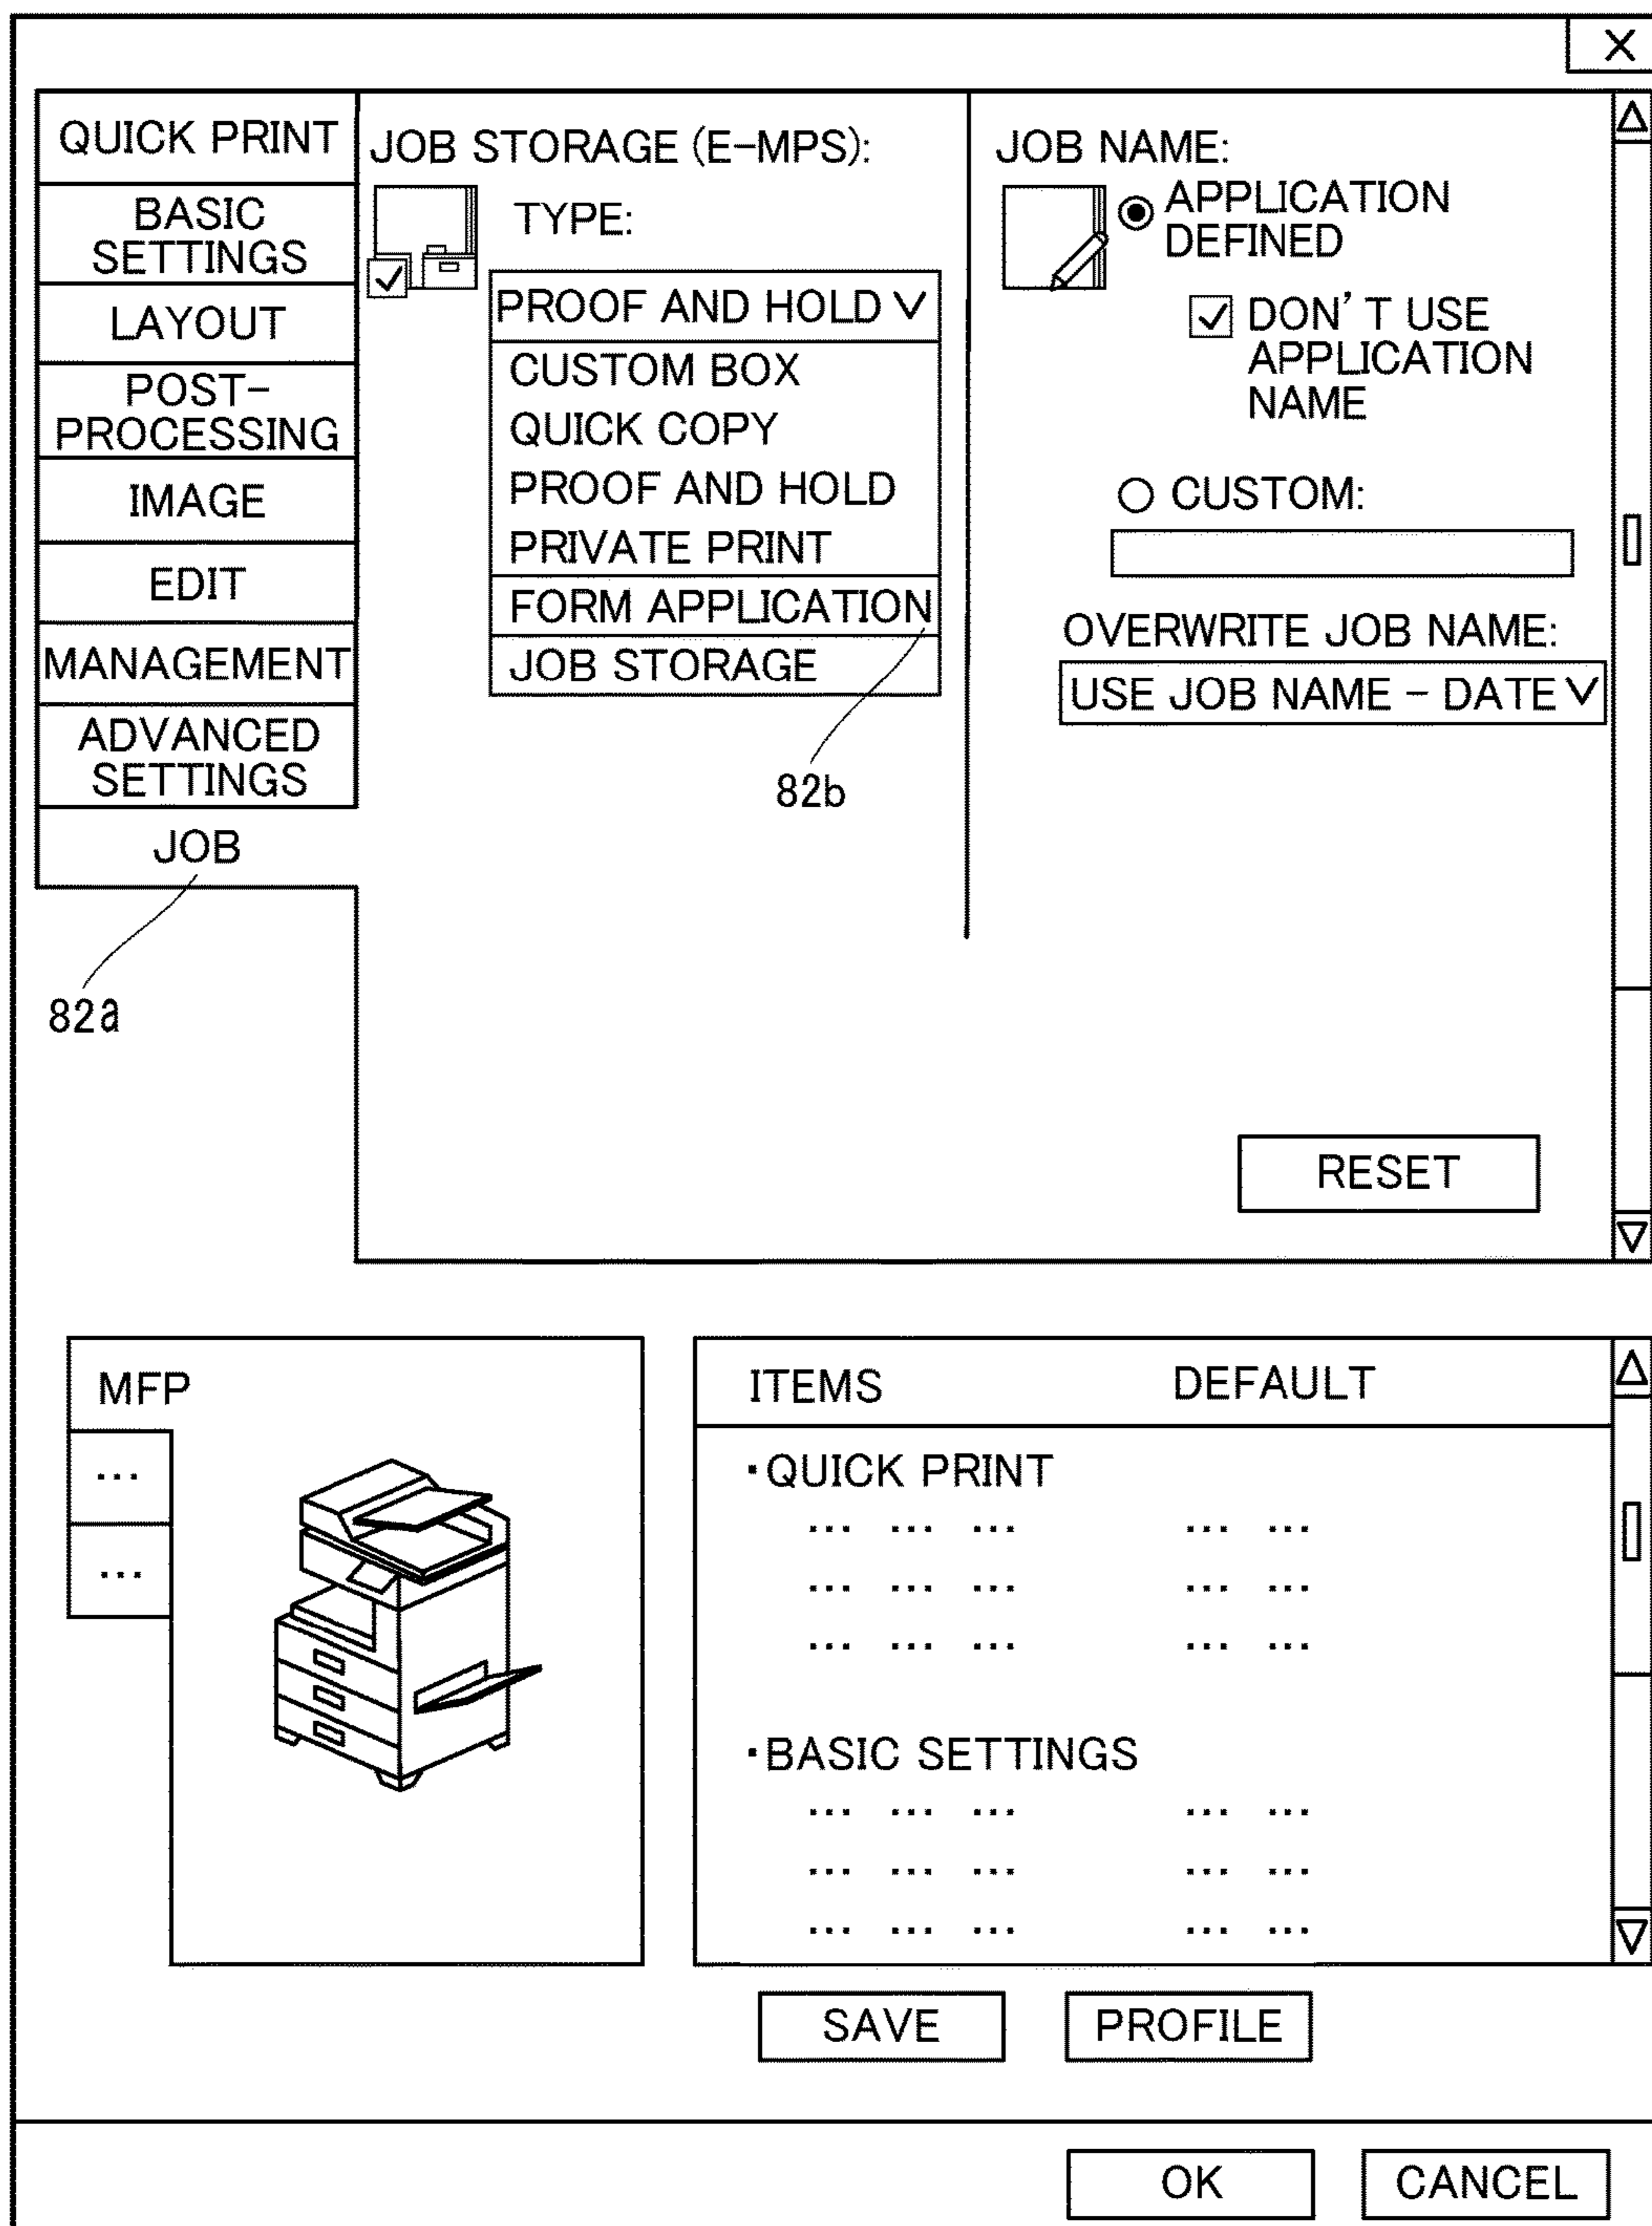 X
QUICK PRINT
BASIC
SETTINGS
LAYOUT
POST-
PROCESSING
IMAGE
EDIT
MANAGEMENT
ADVANCED
SETTINGS
JOB
82a
JOB STORAGE (E-MPS):
TYPE:
PROOF AND HOLD
CUSTOM BOX
QUICK COPY
PROOF AND HOLD
PRIVATE PRINT
FORM APPLICATION
JOB STORAGE
82b
JOB NAME:
APPLICATION
DEFINED
DON'T USE
APPLICATION
NAME
CUSTOM:
OVERWRITE JOB NAME:
USE JOB NAME - DATE
RESET
MFP
...
...
ITEMS DEFAULT
・QUICK PRINT
... ... ... ... ...
... ... ... ... ...
... ... ... ... ...
・BASIC SETTINGS
... ... ... ... ...
... ... ... ... ...
... ... ... ... ...
SAVE PROFILE
OK CANCEL